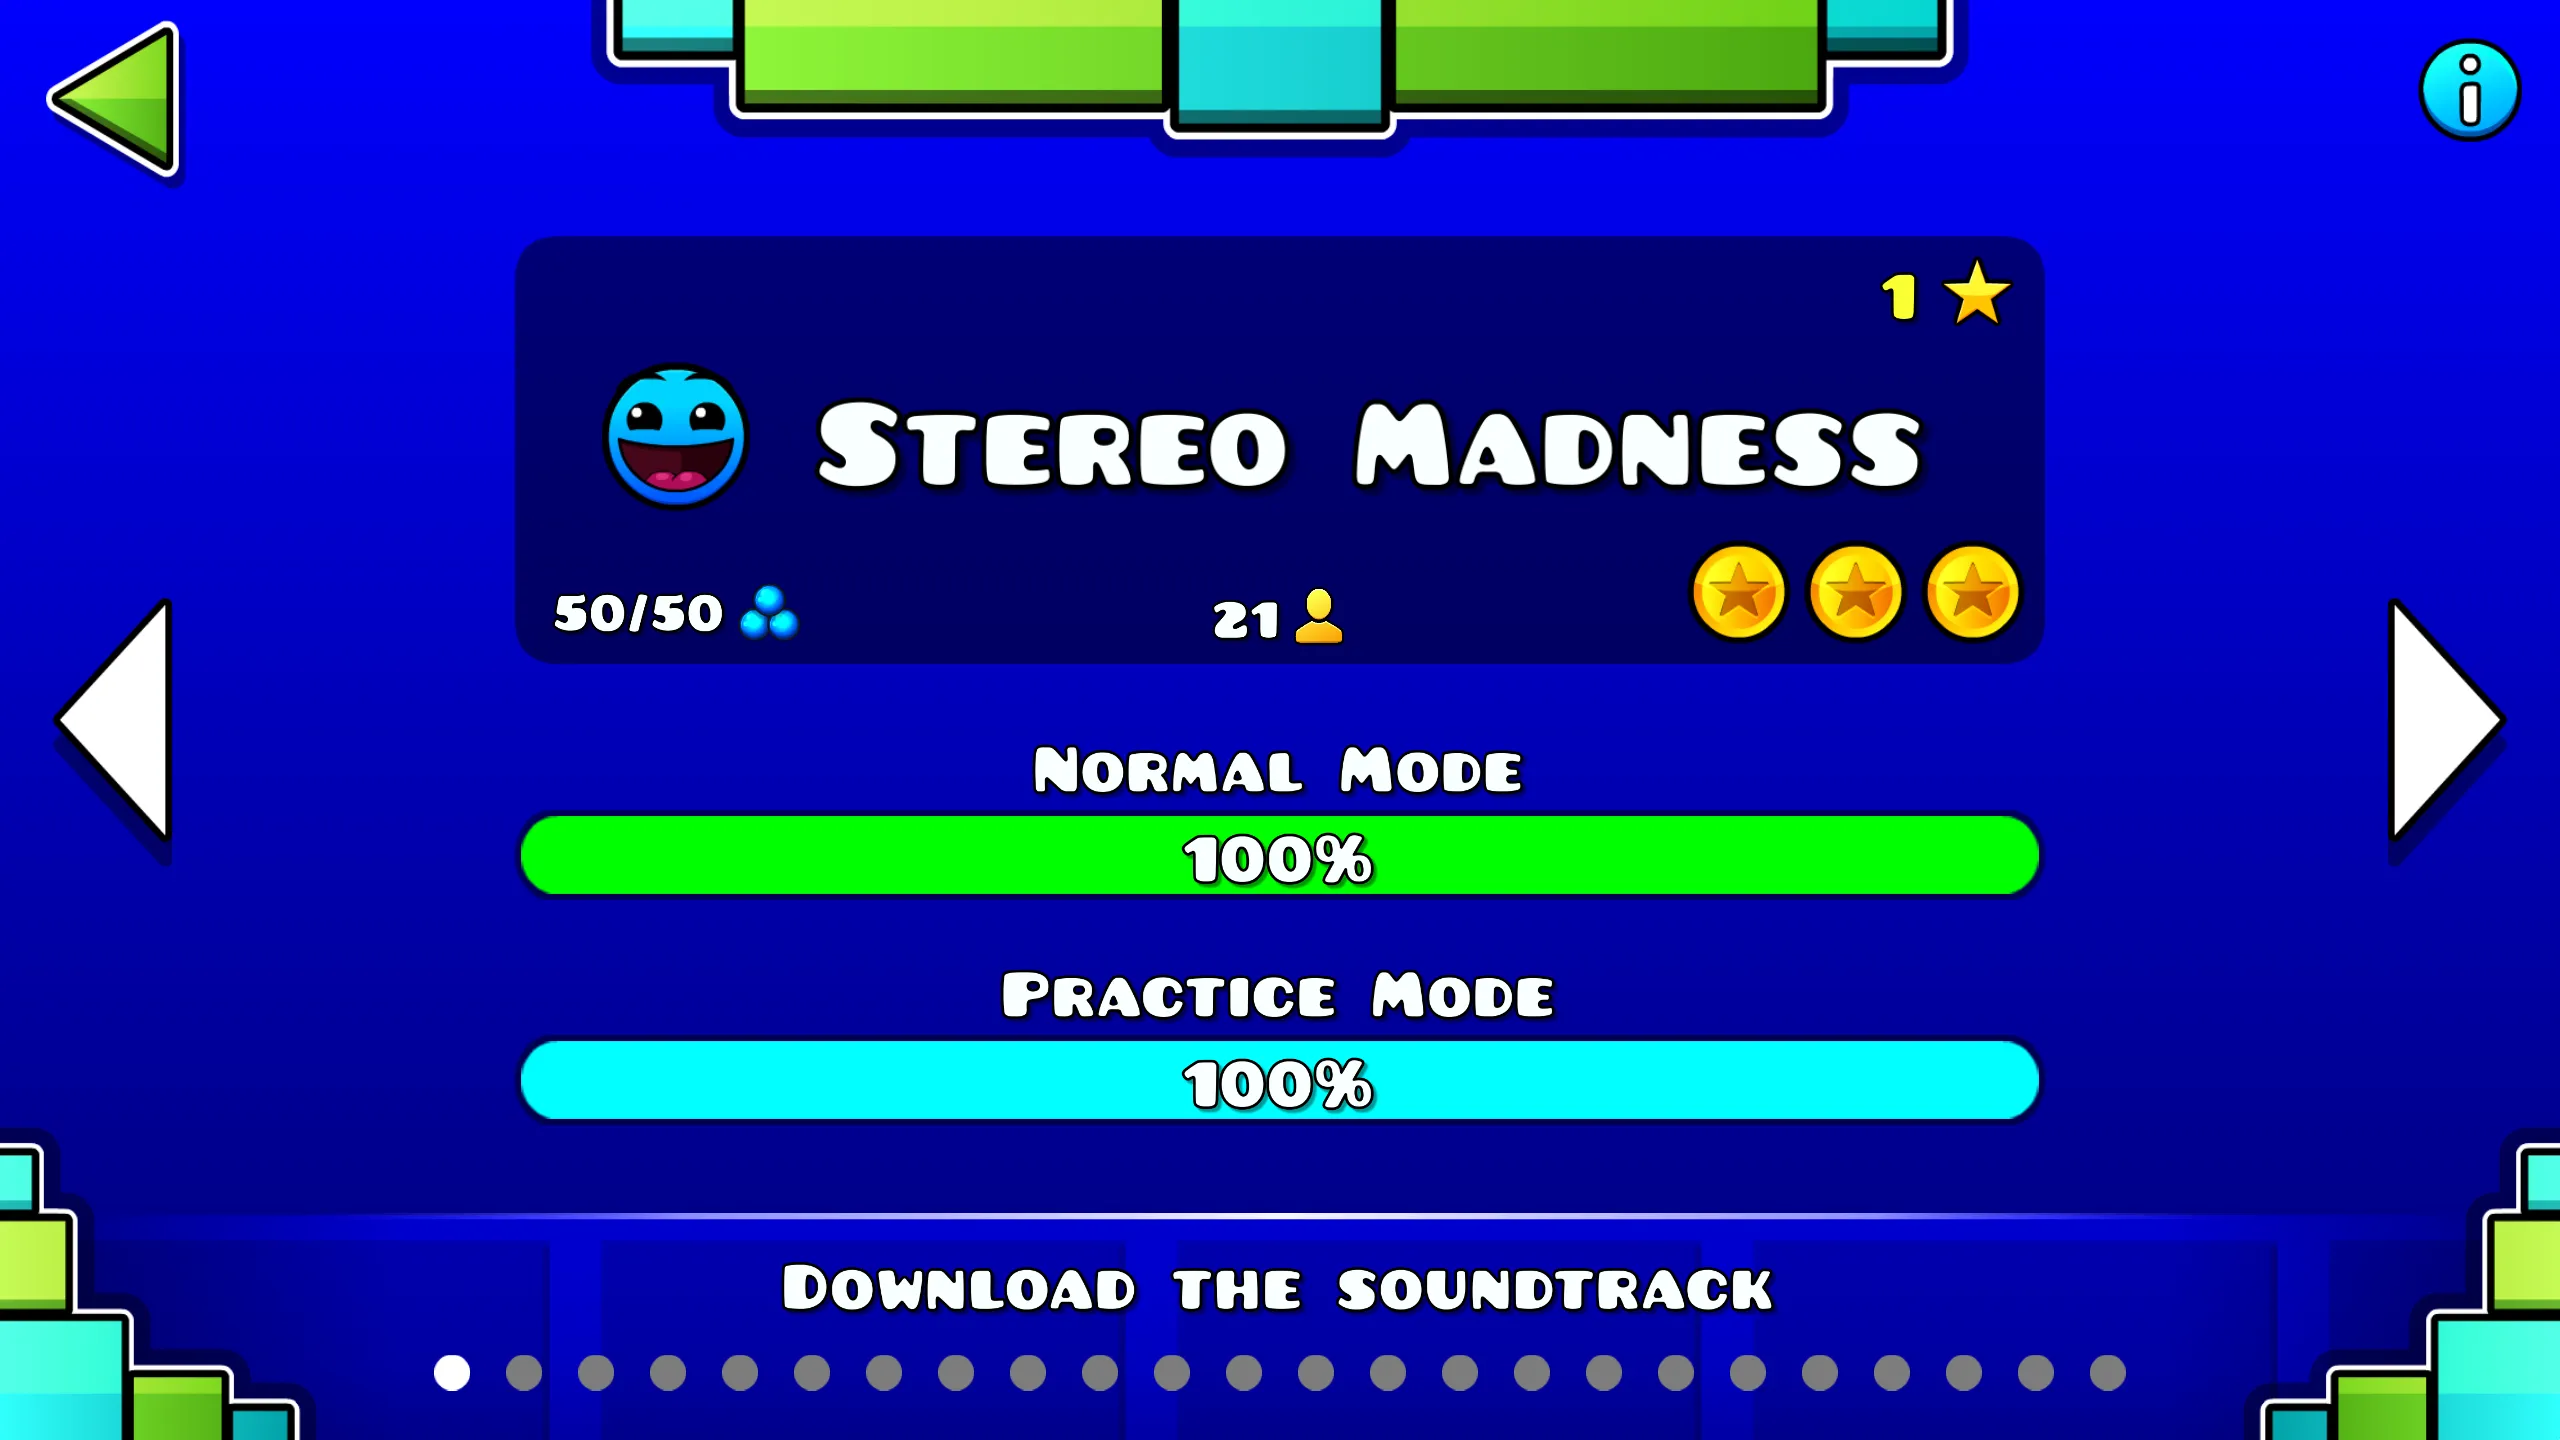 1
Stereo Madness
50/50
21
Normal Mode
100%
Practice Mode
100%
Download the soundtrack